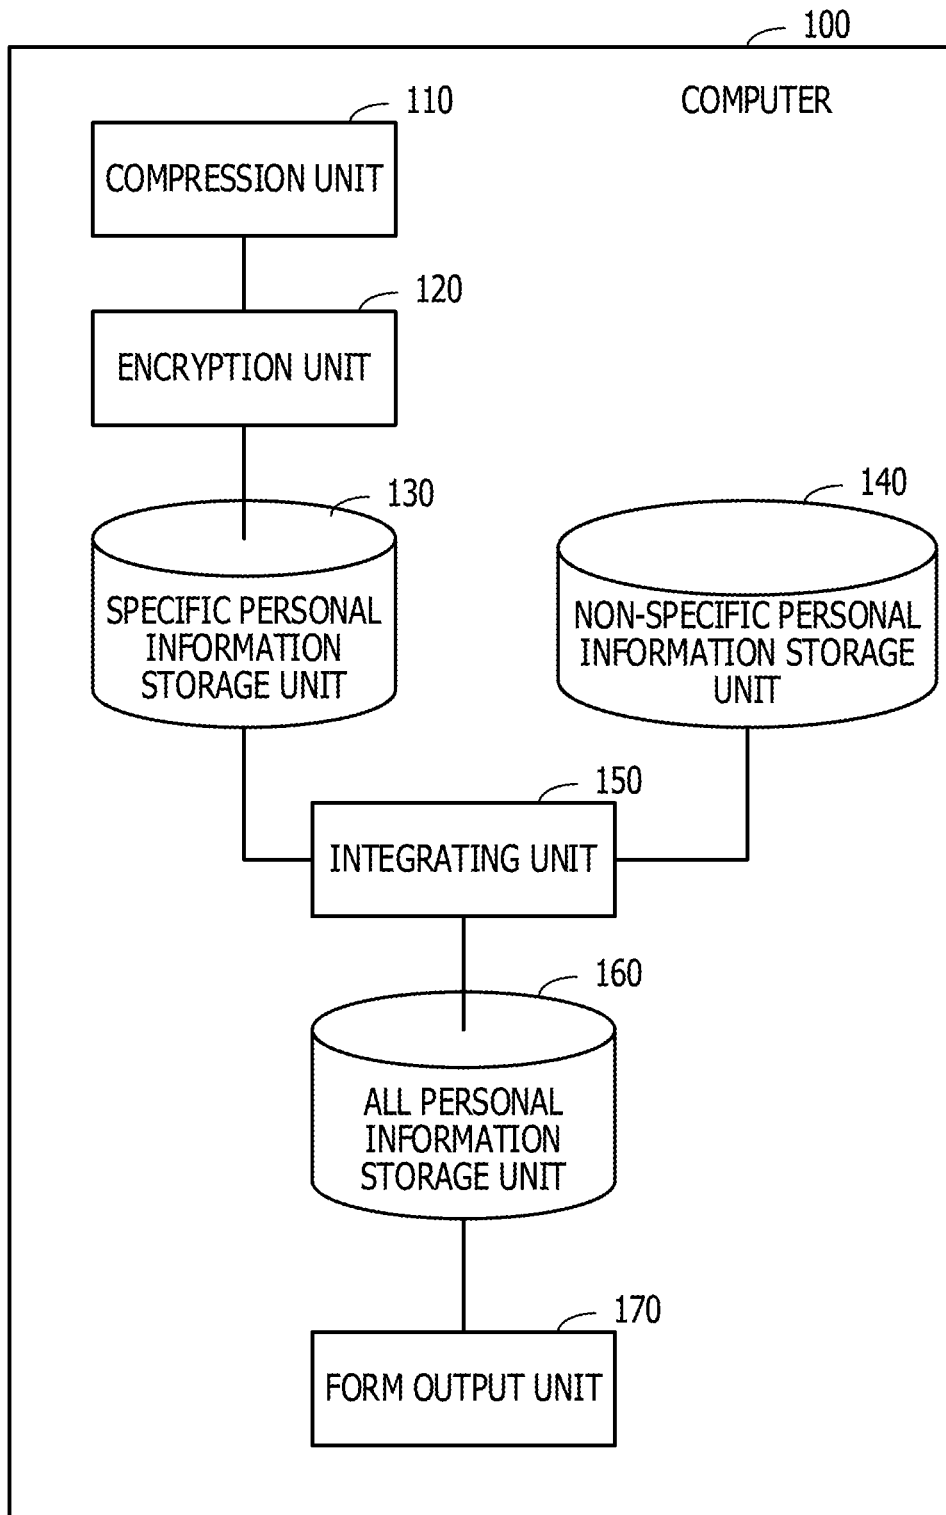 100
COMPUTER
110
COMPRESSION UNIT
120
ENCRYPTION UNIT
130
SPECIFIC PERSONAL
INFORMATION
STORAGE UNIT
140
NON-SPECIFIC PERSONAL
INFORMATION STORAGE
UNIT
150
INTEGRATING UNIT
160
ALL PERSONAL
INFORMATION
STORAGE UNIT
170
FORM OUTPUT UNIT